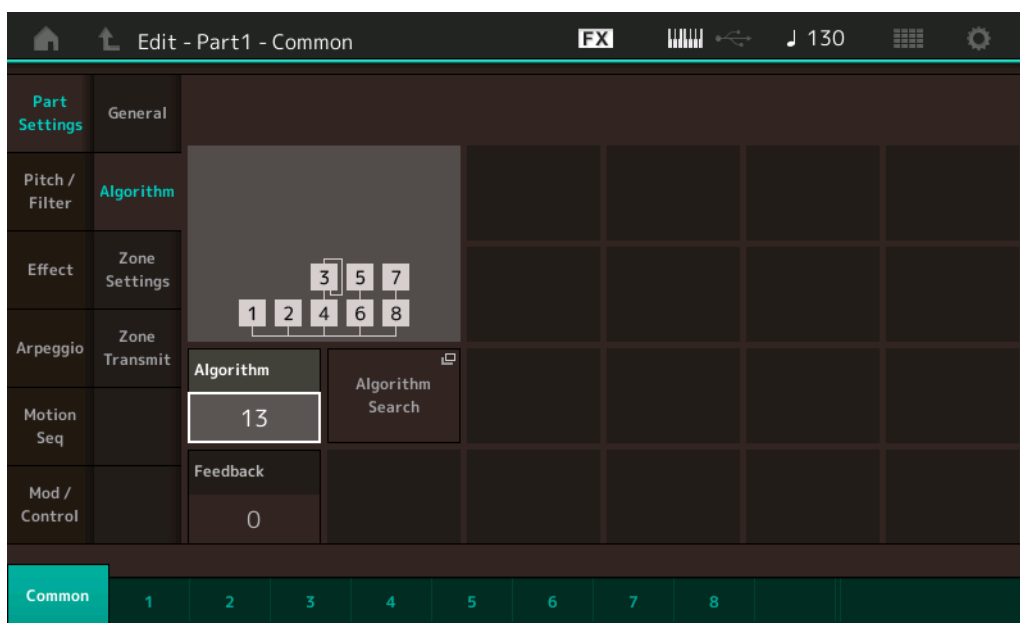 Edit - Part1 - Common
FX
130
Part
Settings
General
Pitch /
Filter
Algorithm
Effect
Zone
Settings
3 5 7
1 2 4 6 8
Arpeggio
Zone
Transmit
Algorithm
13
Algorithm
Search
Motion
Seq
Feedback
0
Mod /
Control
Common 1 2 3 4 5 6 7 8